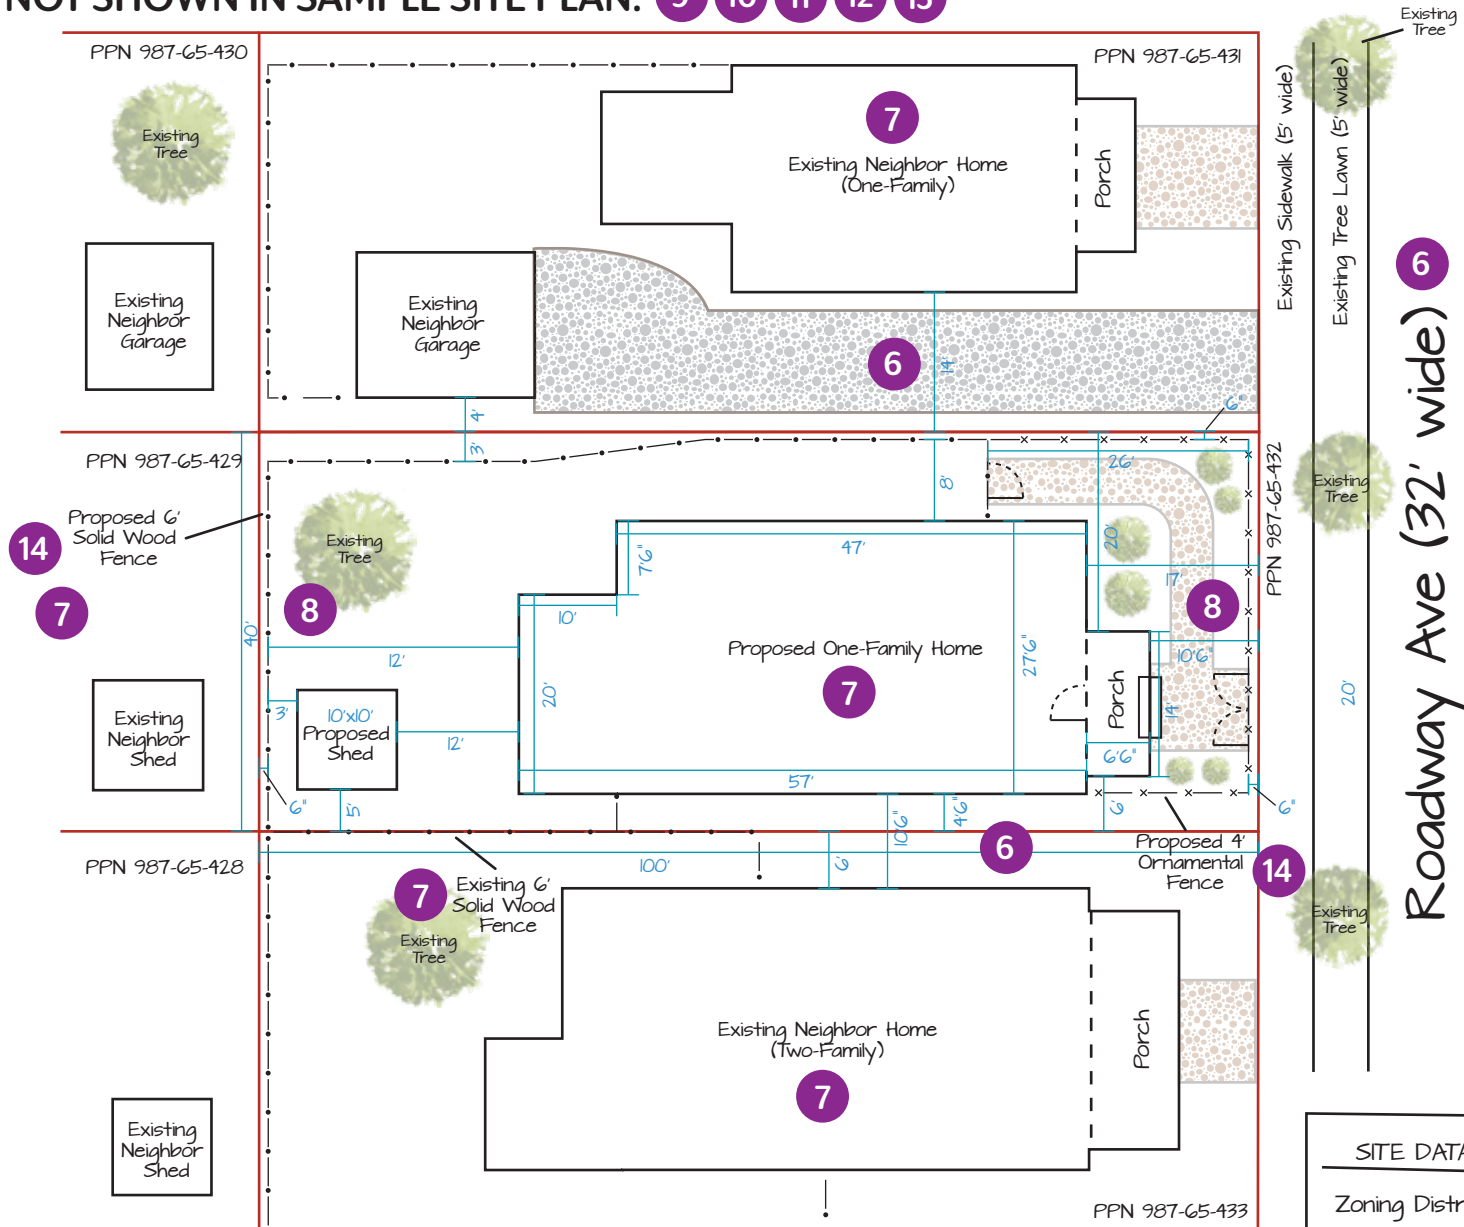 NOT SHOWN IN SAMPLE SITE PLAN: 9 10 11 12 13
Existing
Tree
PPN 987-65-430
PPN 987-65-431
Existing
Tree
7
Existing Neighbor Home
(One-Family)
Porch
Existing Sidewalk (5' wide)
Existing Tree Lawn (5' wide)
6
Roadway Ave (32' wide)
Existing
Neighbor
Garage
Existing
Neighbor
Garage
6
14'
4'
3'
6"
PPN 987-65-429
PPN 987-65-432
26'
8'
Existing
Tree
Proposed 6'
Solid Wood
Fence
14
7
Existing
Tree
8
47'
7'6"
20'
17'
8
10'
40'
12'
Proposed One-Family Home
7
27'6"
10'6"
20'
20'
Porch
14'
3'
10'x10'
Proposed
Shed
12'
Existing
Neighbor
Shed
6'6"
57'
6"
5'
10'6"
4'6"
6'
6"
PPN 987-65-428
100'
6'
6
Proposed 4'
Ornamental
Fence
14
7
Existing 6'
Solid Wood
Fence
Existing
Tree
Existing
Tree
Existing Neighbor Home
(Two-Family)
7
Porch
Existing
Neighbor
Shed
PPN 987-65-433
SITE DATA
Zoning Distr